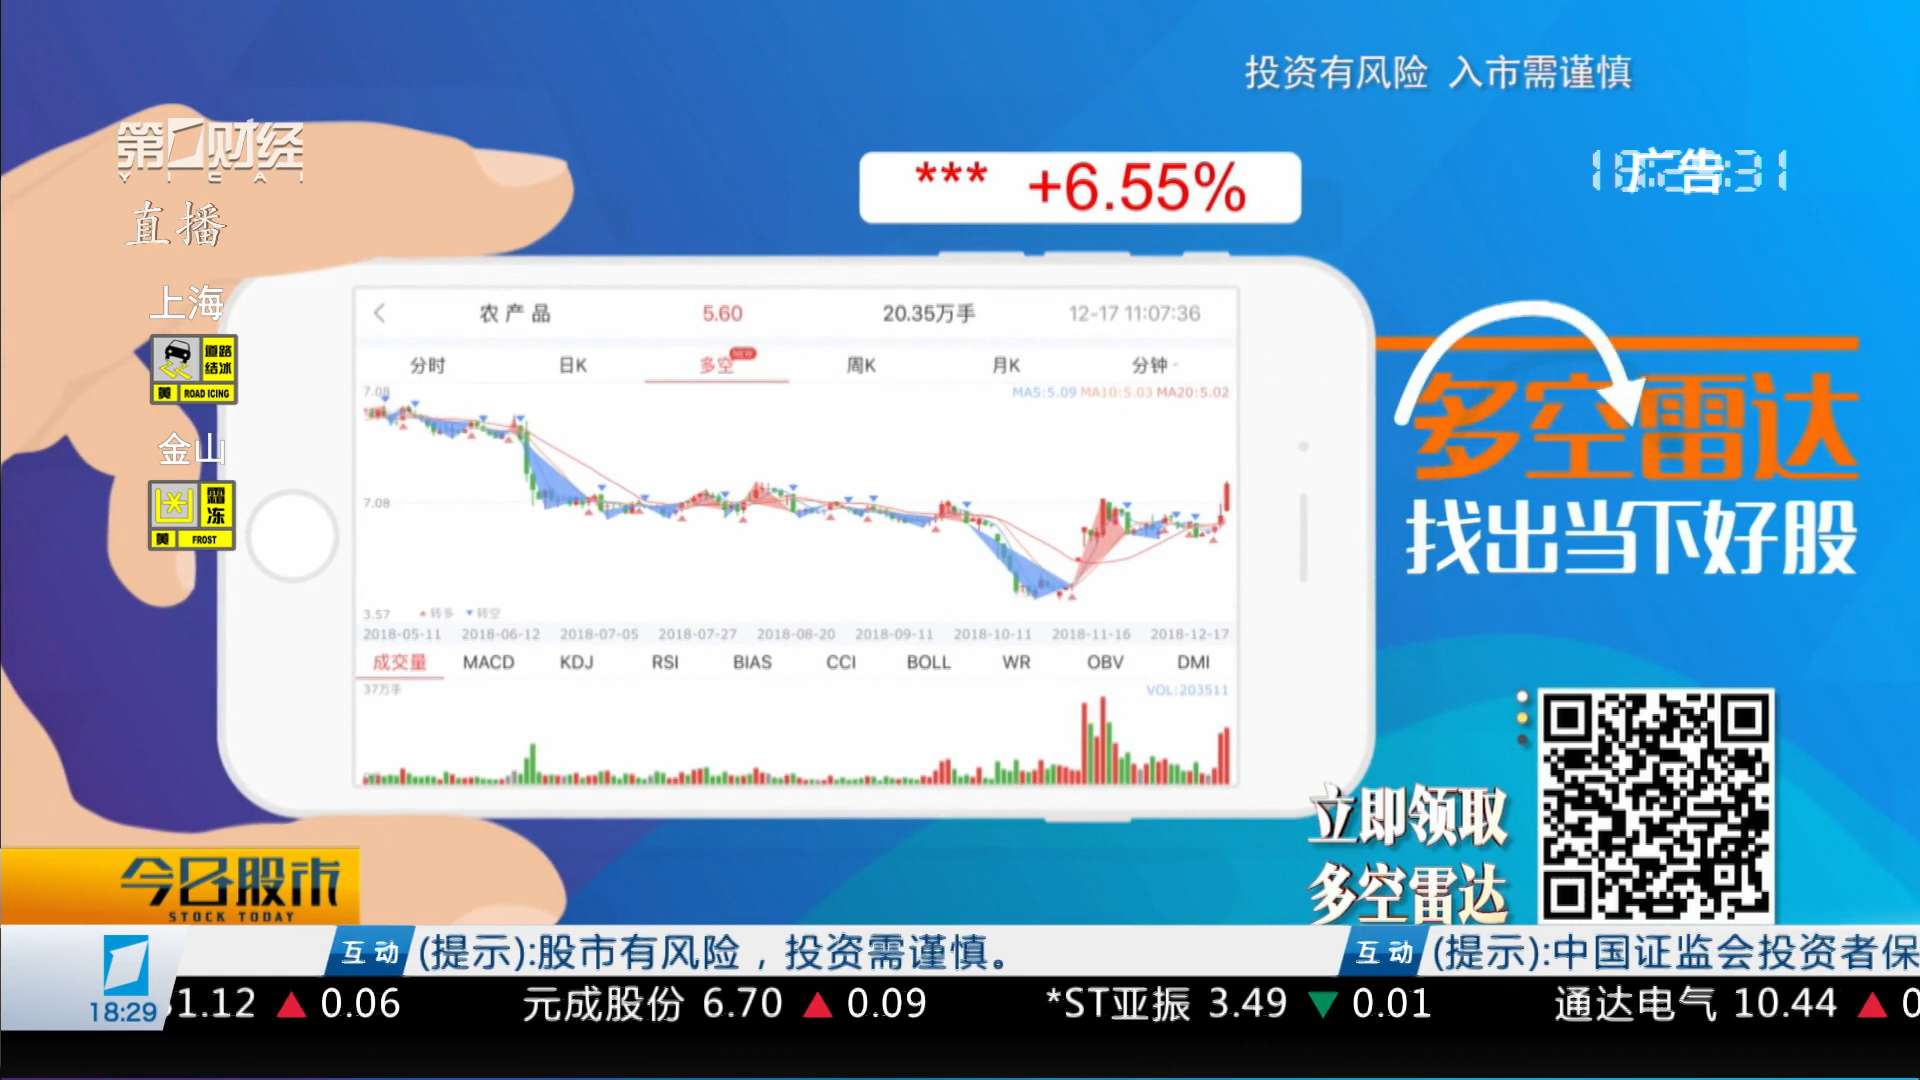 投资有风险 入市需谨慎
第1财经
YICAI
直播
广告
*** +6.55%
上海
道路
结冰
黄 ROAD ICING
金山
霜
冻
黄 FROST
农产品 5.60 20.35万手 12-17 11:07:36
分时 日K 多空 NEW 周K 月K 分钟
7.08 MA5:5.09 MA10:5.03 MA20:5.02
7.08
3.57 转多 转空
2018-05-11 2018-06-12 2018-07-05 2018-07-27 2018-08-20 2018-09-11 2018-10-11 2018-11-16 2018-12-17
成交量 MACD KDJ RSI BIAS CCI BOLL WR OBV DMI
37万手 VOL:203511
多空雷达
找出当下好股
立即领取
多空雷达
今日股市
STOCK TODAY
互动 (提示):股市有风险，投资需谨慎。 互动 (提示):中国证监会投资者保
18:29
1.12 ▲ 0.06 元成股份 6.70 ▲ 0.09 *ST亚振 3.49 ▼ 0.01 通达电气 10.44 ▲ 0